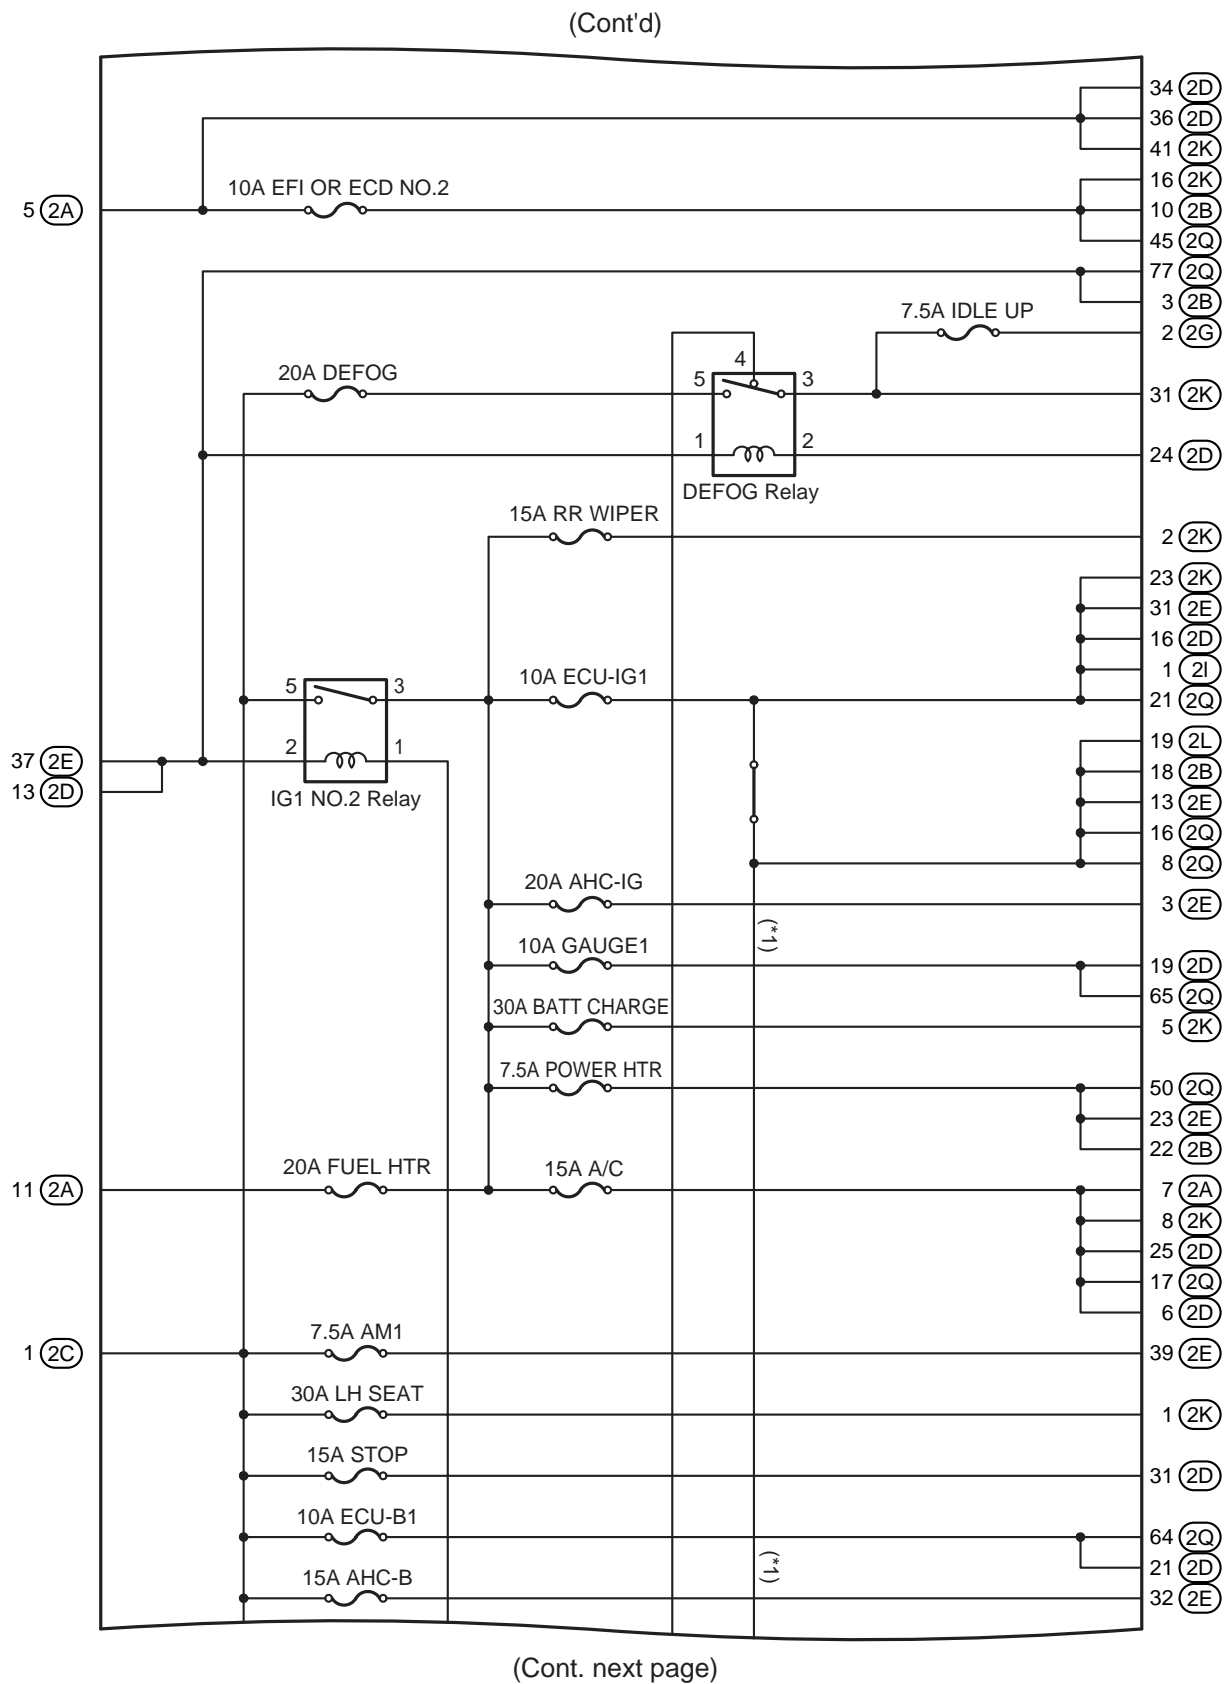 (Cont'd)
34 2D
36 2D
41 2K
10A EFI OR ECD NO.2
16 2K
5 2A
10 2B
45 2Q
77 2Q
3 2B
7.5A IDLE UP
2 2G
4
20A DEFOG
5 3
31 2K
1 2
24 2D
DEFOG Relay
15A RR WIPER
2 2K
23 2K
31 2E
16 2D
1 2I
10A ECU-IG1
5 3
21 2Q
19 2L
37 2E
2 1
18 2B
13 2D
IG1 NO.2 Relay
13 2E
16 2Q
8 2Q
20A AHC-IG
3 2E
(*1)
10A GAUGE1
19 2D
65 2Q
30A BATT CHARGE
5 2K
7.5A POWER HTR
50 2Q
23 2E
22 2B
20A FUEL HTR
15A A/C
11 2A
7 2A
8 2K
25 2D
17 2Q
6 2D
7.5A AM1
1 2C
39 2E
30A LH SEAT
1 2K
15A STOP
31 2D
10A ECU-B1
64 2Q
(*1)
21 2D
15A AHC-B
32 2E
(Cont. next page)